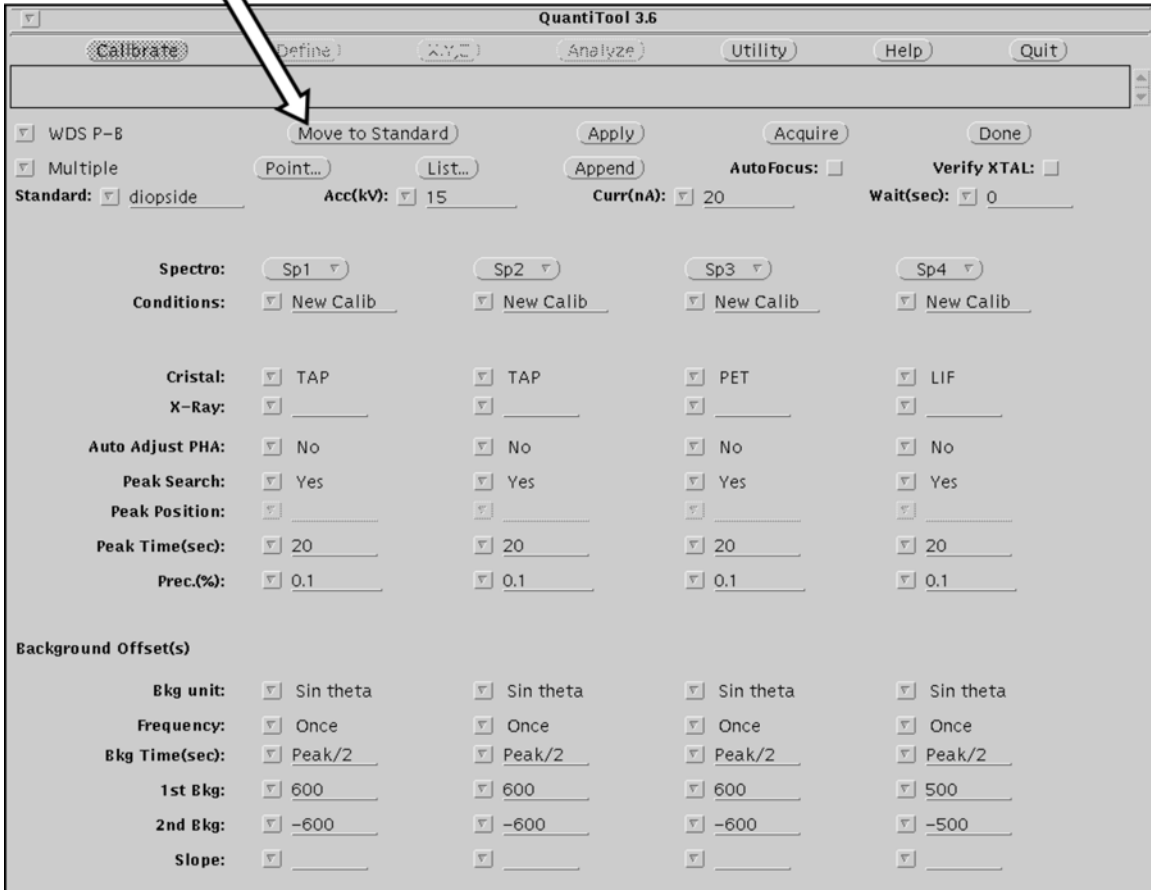 QuantiTool 3.6
Calibrate Define X,Y,Z Analyze Utility Help Quit
WDS P-B Move to Standard Apply Acquire Done
Multiple Point... List... Append AutoFocus: Verify XTAL:
Standard: diopside Acc(kV): 15 Curr(nA): 20 Wait(sec): 0
Spectro: Sp1 Sp2 Sp3 Sp4
Conditions: New Calib New Calib New Calib New Calib
Cristal: TAP TAP PET LIF
X-Ray:
Auto Adjust PHA: No No No No
Peak Search: Yes Yes Yes Yes
Peak Position:
Peak Time(sec): 20 20 20 20
Prec.(%): 0.1 0.1 0.1 0.1
Background Offset(s)
Bkg unit: Sin theta Sin theta Sin theta Sin theta
Frequency: Once Once Once Once
Bkg Time(sec): Peak/2 Peak/2 Peak/2 Peak/2
1st Bkg: 600 600 600 500
2nd Bkg: -600 -600 -600 -500
Slope: